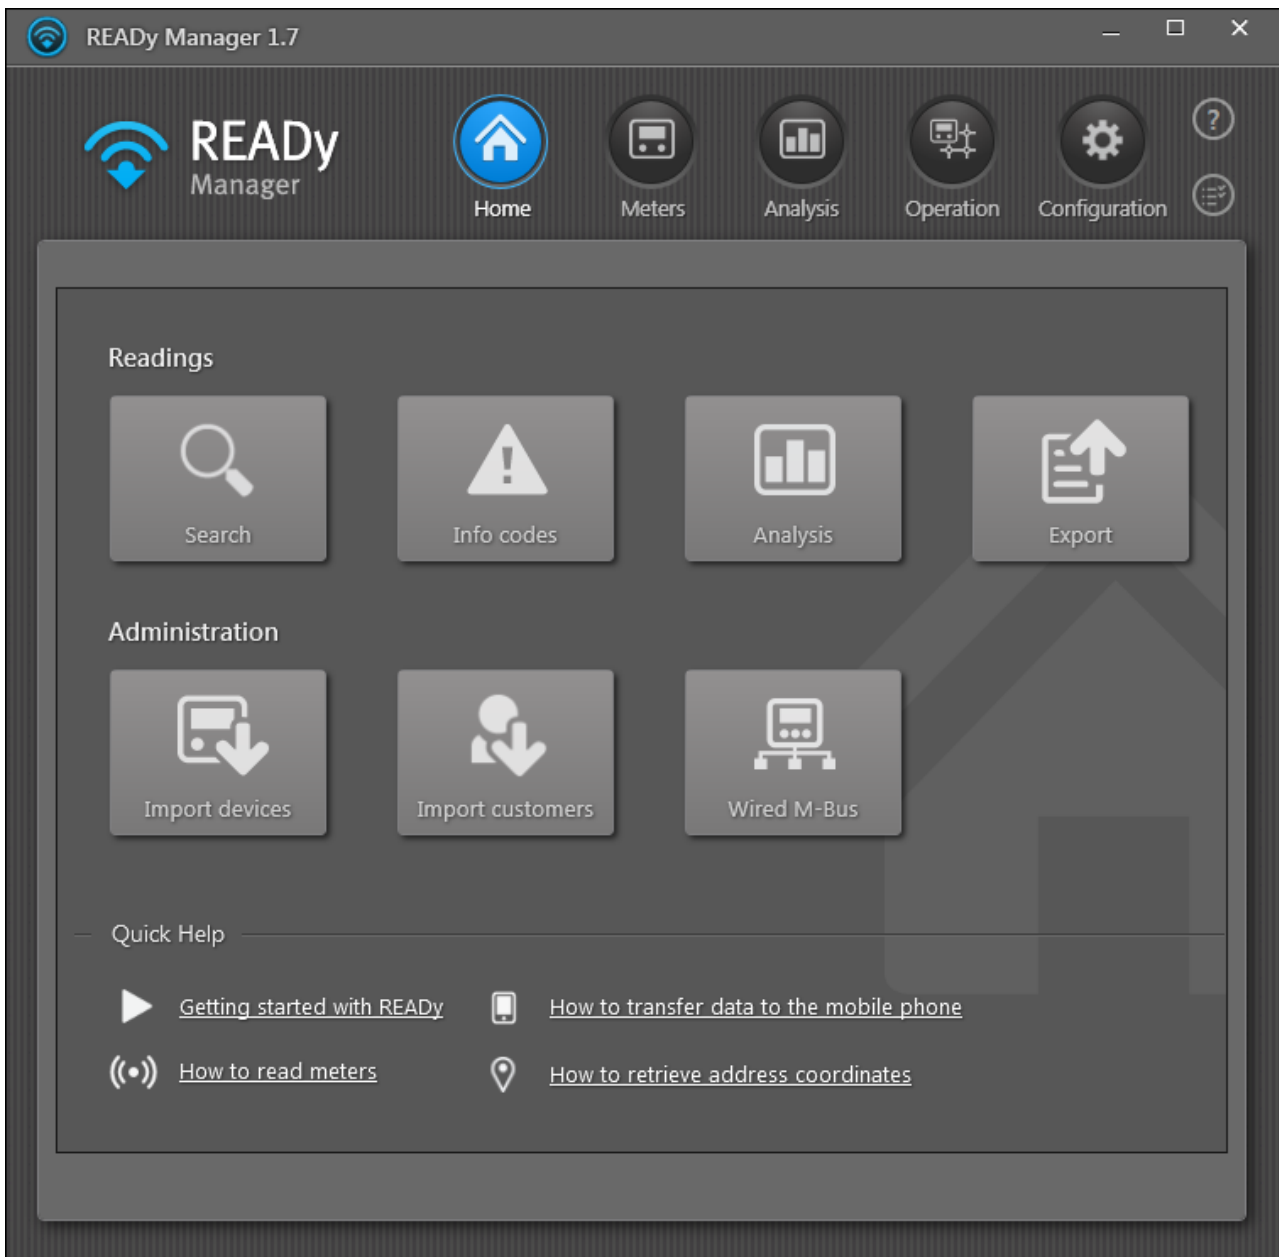 READy Manager 1.7
READy
Manager
Home
Meters
Analysis
Operation
Configuration
?
Readings
Search
Info codes
Analysis
Export
Administration
Import devices
Import customers
Wired M-Bus
Quick Help
Getting started with READy
How to transfer data to the mobile phone
How to read meters
How to retrieve address coordinates